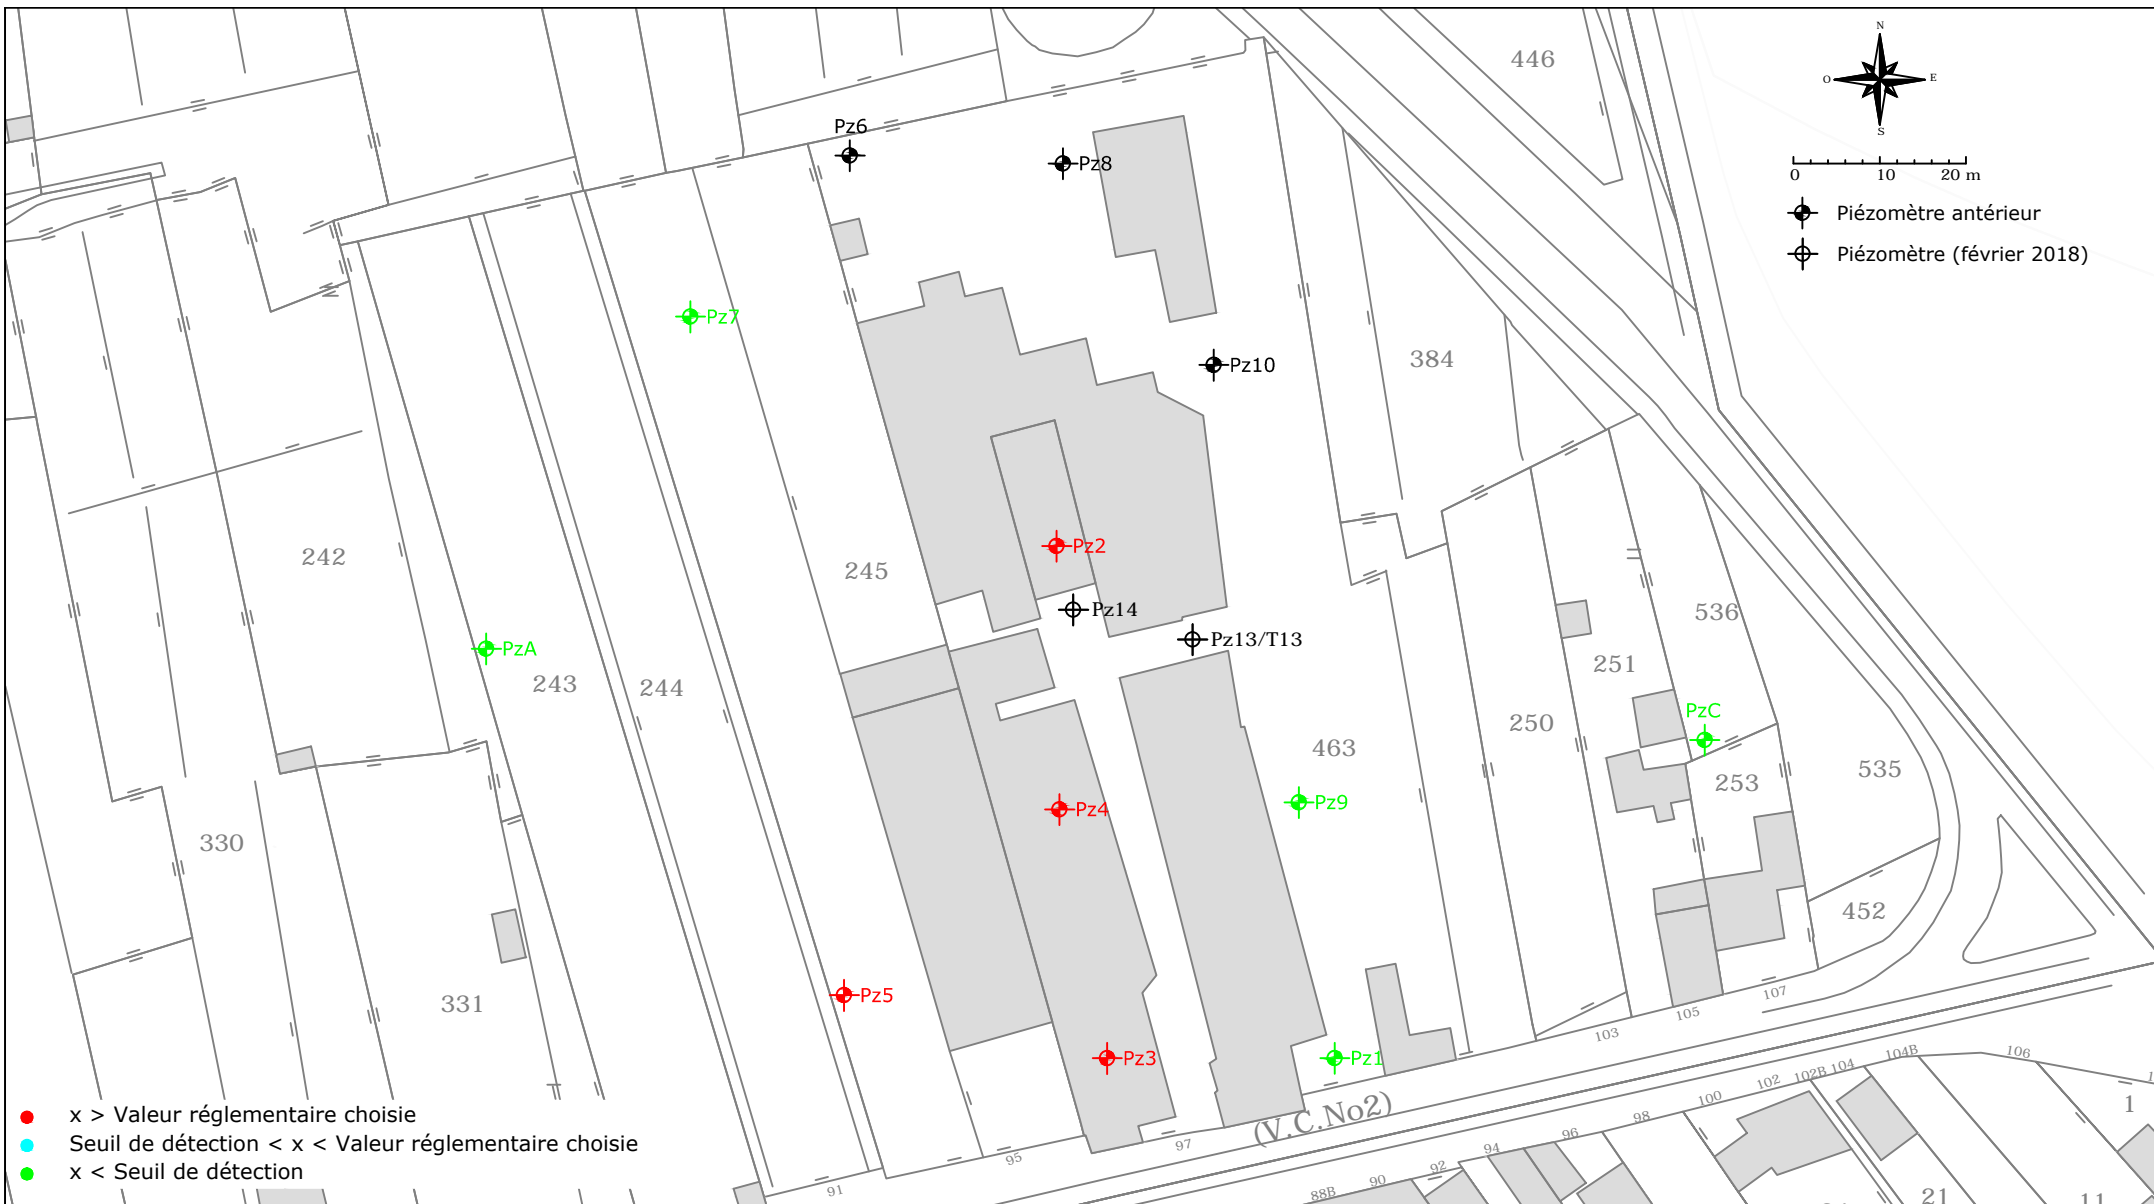 N
446
O
E
S
0 10 20 m
Pz6
Pz8
Piézomètre antérieur
Piézomètre (février 2018)
Pz7
Pz10
384
242
245
Pz2
Pz14
536
Pz13/T13
PzA
251
243
244
PzC
250
463
535
253
Pz9
Pz4
330
452
Pz5
331
107
105
103
Pz3
Pz1
106
104B
104
102B
102
100
98
96
94
92
90
88B
(V.C.No2)
97
95
91
1
21
11
x > Valeur réglementaire choisie
Seuil de détection < x < Valeur réglementaire choisie
x < Seuil de détection